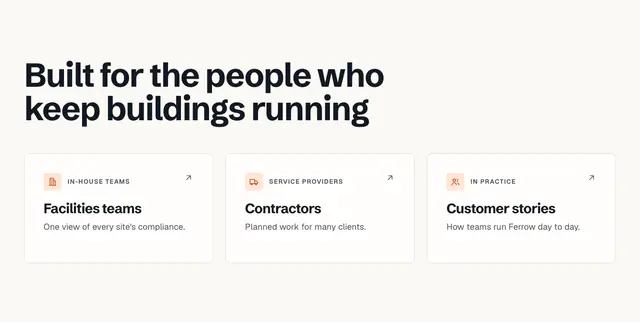 Built for the people who
keep buildings running
IN-HOUSE TEAMS
Facilities teams
One view of every site's compliance.
SERVICE PROVIDERS
Contractors
Planned work for many clients.
IN PRACTICE
Customer stories
How teams run Ferrow day to day.